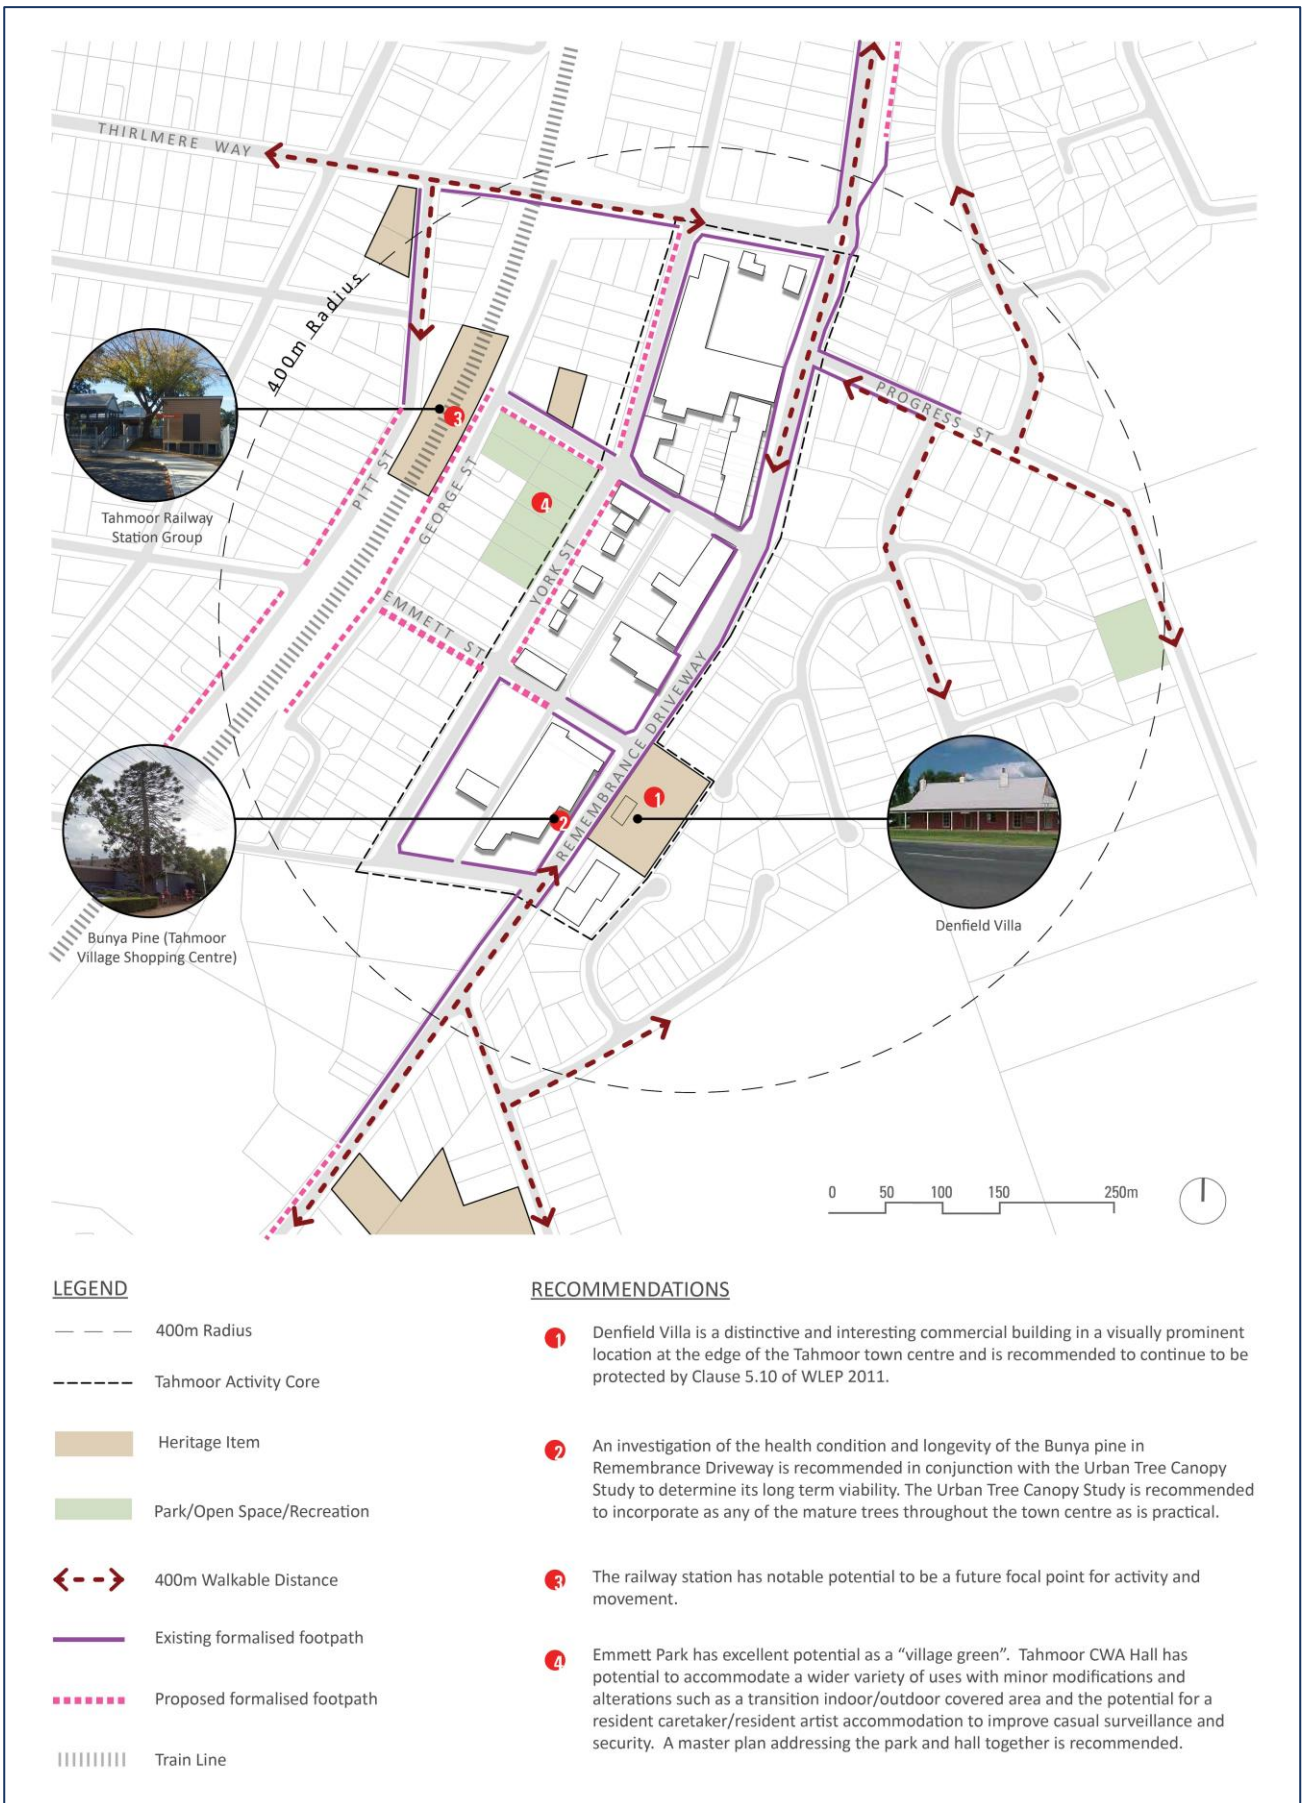 THIRLMERE WAY
400m Radius
PROGRESS ST
3
Tahmoor Railway
Station Group
PITT ST
GEORGE ST
4
YORK ST
EMMETT ST
REMEMBRANCE DRIVEWAY
1
2
Bunya Pine (Tahmoor
Village Shopping Centre)
Denfield Villa
0 50 100 150 250m
LEGEND
400m Radius
Tahmoor Activity Core
Heritage Item
Park/Open Space/Recreation
400m Walkable Distance
Existing formalised footpath
Proposed formalised footpath
Train Line
RECOMMENDATIONS
1 Denfield Villa is a distinctive and interesting commercial building in a visually prominent
location at the edge of the Tahmoor town centre and is recommended to continue to be
protected by Clause 5.10 of WLEP 2011.
2 An investigation of the health condition and longevity of the Bunya pine in
Remembrance Driveway is recommended in conjunction with the Urban Tree Canopy
Study to determine its long term viability. The Urban Tree Canopy Study is recommended
to incorporate as any of the mature trees throughout the town centre as is practical.
3 The railway station has notable potential to be a future focal point for activity and
movement.
4 Emmett Park has excellent potential as a “village green”. Tahmoor CWA Hall has
potential to accommodate a wider variety of uses with minor modifications and
alterations such as a transition indoor/outdoor covered area and the potential for a
resident caretaker/resident artist accommodation to improve casual surveillance and
security. A master plan addressing the park and hall together is recommended.